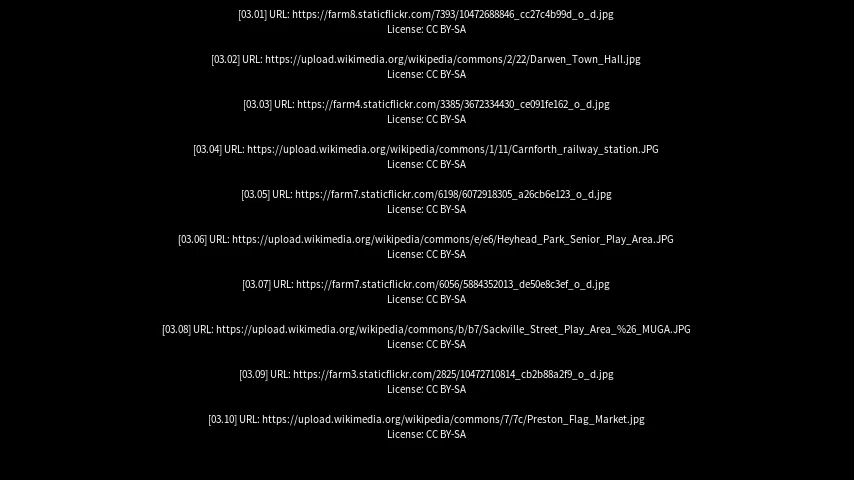 [03.01] URL: https://farm8.staticflickr.com/7393/10472688846_cc27c4b99d_o_d.jpg
License: CC BY-SA
[03.02] URL: https://upload.wikimedia.org/wikipedia/commons/2/22/Darwen_Town_Hall.jpg
License: CC BY-SA
[03.03] URL: https://farm4.staticflickr.com/3385/3672334430_ce091fe162_o_d.jpg
License: CC BY-SA
[03.04] URL: https://upload.wikimedia.org/wikipedia/commons/1/11/Carnforth_railway_station.JPG
License: CC BY-SA
[03.05] URL: https://farm7.staticflickr.com/6198/6072918305_a26cb6e123_o_d.jpg
License: CC BY-SA
[03.06] URL: https://upload.wikimedia.org/wikipedia/commons/e/e6/Heyhead_Park_Senior_Play_Area.JPG
License: CC BY-SA
[03.07] URL: https://farm7.staticflickr.com/6056/5884352013_de50e8c3ef_o_d.jpg
License: CC BY-SA
[03.08] URL: https://upload.wikimedia.org/wikipedia/commons/b/b7/Sackville_Street_Play_Area_%26_MUGA.JPG
License: CC BY-SA
[03.09] URL: https://farm3.staticflickr.com/2825/10472710814_cb2b88a2f9_o_d.jpg
License: CC BY-SA
[03.10] URL: https://upload.wikimedia.org/wikipedia/commons/7/7c/Preston_Flag_Market.jpg
License: CC BY-SA